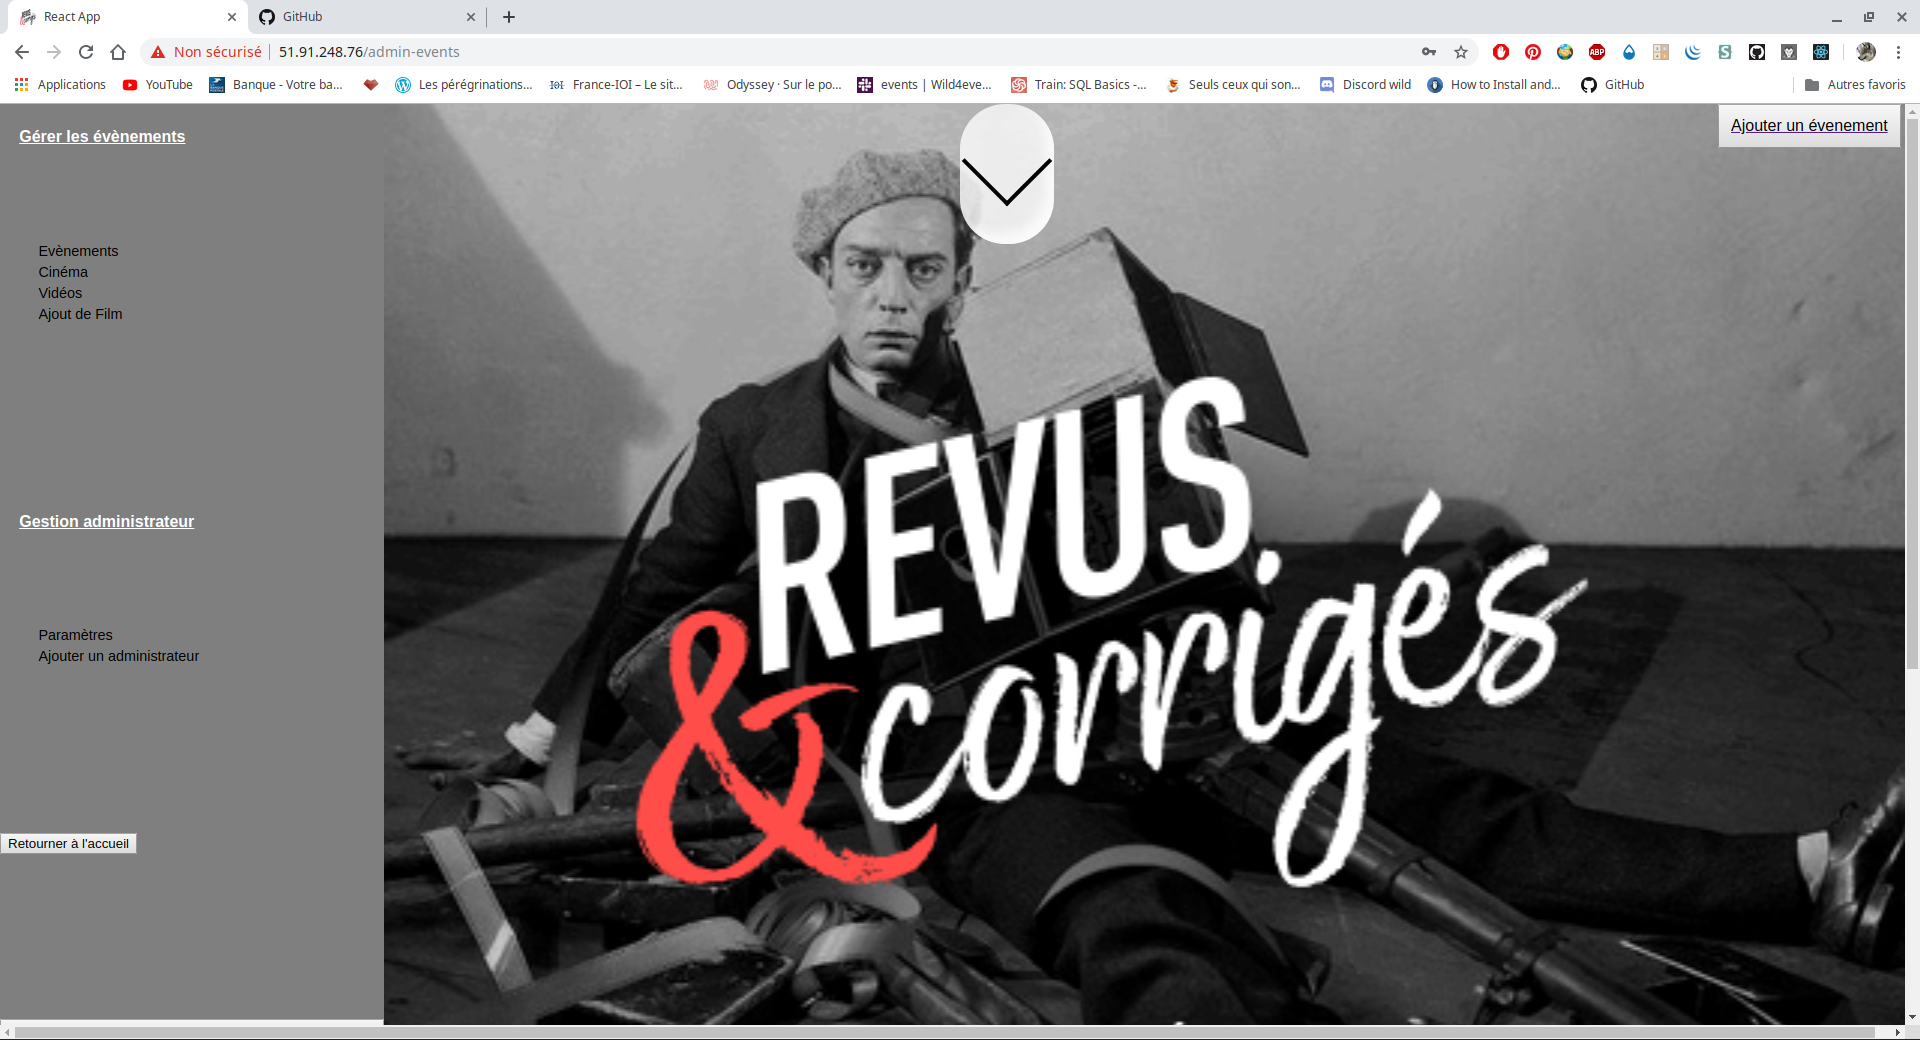 React App
GitHub
Non sécurisé
51.91.248.76/admin-events
ABP
Applications
YouTube
Banque - Votre ba...
Les pérégrinations...
France-IOI – Le sit...
Odyssey · Sur le po...
events | Wild4eve...
Train: SQL Basics -...
Seuls ceux qui son...
Discord wild
How to Install and...
GitHub
Autres favoris
Gérer les évènements
Ajouter un évenement
Evènements
Cinéma
Vidéos
Ajout de Film
REVUS
& corrigés
Gestion administrateur
Paramètres
Ajouter un administrateur
Retourner à l'accueil